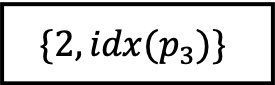 {2, idx(p₃)}